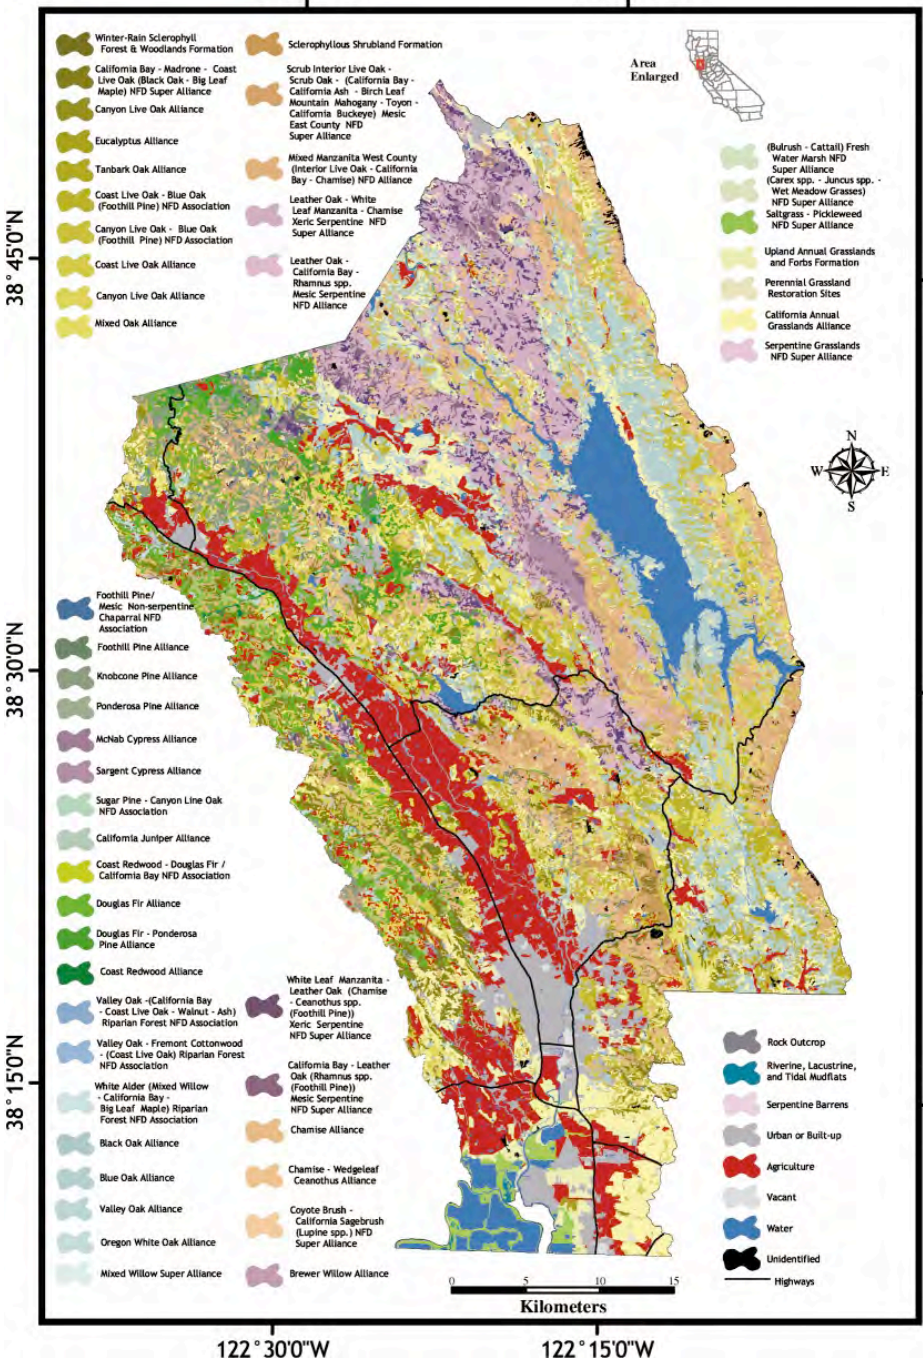 Winter-Rain Sclerophyll
Forest & Woodlands Formation
California Bay - Madrone - Coast
Live Oak (Black Oak - Big Leaf
Maple) NFD Super Alliance
Canyon Live Oak Alliance
Eucalyptus Alliance
Tanbark Oak Alliance
Coast Live Oak - Blue Oak
(Foothill Pine) NFD Association
Canyon Live Oak - Blue Oak
(Foothill Pine) NFD Association
Coast Live Oak Alliance
Canyon Live Oak Alliance
Mixed Oak Alliance
Sclerophyllous Shrubland Formation
Scrub Interior Live Oak -
Scrub Oak - (California Bay -
California Ash - Birch Leaf
Mountain Mahogany - Toyon -
California Buckeye) Mesic
East County NFD
Super Alliance
Mixed Manzanita West County
(Interior Live Oak - California
Bay - Chamise) NFD Alliance
Leather Oak - White
Leaf Manzanita - Chamise
Xeric Serpentine NFD
Super Alliance
Leather Oak -
California Bay -
Rhamnus spp.
Mesic Serpentine
NFD Alliance
Area
Enlarged
(Bulrush - Cattail) Fresh
Water Marsh NFD
Super Alliance
(Carex spp. - Juncus spp. -
Wet Meadow Grasses)
NFD Super Alliance
Saltgrass - Pickleweed
NFD Super Alliance
Upland Annual Grasslands
and Forbs Formation
Perennial Grassland
Restoration Sites
California Annual
Grasslands Alliance
Serpentine Grasslands
NFD Super Alliance
N
W E
S
38°45'0"N
38°30'0"N
38°15'0"N
Foothill Pine/
Mesic Non-serpentine
Chaparral NFD
Association
Foothill Pine Alliance
Knobcone Pine Alliance
Ponderosa Pine Alliance
McNab Cypress Alliance
Sargent Cypress Alliance
Sugar Pine - Canyon Line Oak
NFD Association
California Juniper Alliance
Coast Redwood - Douglas Fir /
California Bay NFD Association
Douglas Fir Alliance
Douglas Fir - Ponderosa
Pine Alliance
Coast Redwood Alliance
Valley Oak -(California Bay
- Coast Live Oak - Walnut - Ash)
Riparian Forest NFD Association
Valley Oak - Fremont Cottonwood
- (Coast Live Oak) Riparian Forest
NFD Association
White Alder (Mixed Willow
- California Bay -
Big Leaf Maple) Riparian
Forest NFD Association
Black Oak Alliance
Blue Oak Alliance
Valley Oak Alliance
Oregon White Oak Alliance
Mixed Willow Super Alliance
White Leaf Manzanita -
Leather Oak (Chamise
- Ceanothus spp.
(Foothill Pine))
Xeric Serpentine
NFD Super Alliance
California Bay - Leather
Oak (Rhamnus spp.
(Foothill Pine))
Mesic Serpentine
NFD Super Alliance
Chamise Alliance
Chamise - Wedgeleaf
Ceanothus Alliance
Coyote Brush -
California Sagebrush
(Lupine spp.) NFD
Super Alliance
Brewer Willow Alliance
Rock Outcrop
Riverine, Lacustrine,
and Tidal Mudflats
Serpentine Barrens
Urban or Built-up
Agriculture
Vacant
Water
Unidentified
Highways
0 5 10 15
Kilometers
122°30'0"W 122°15'0"W